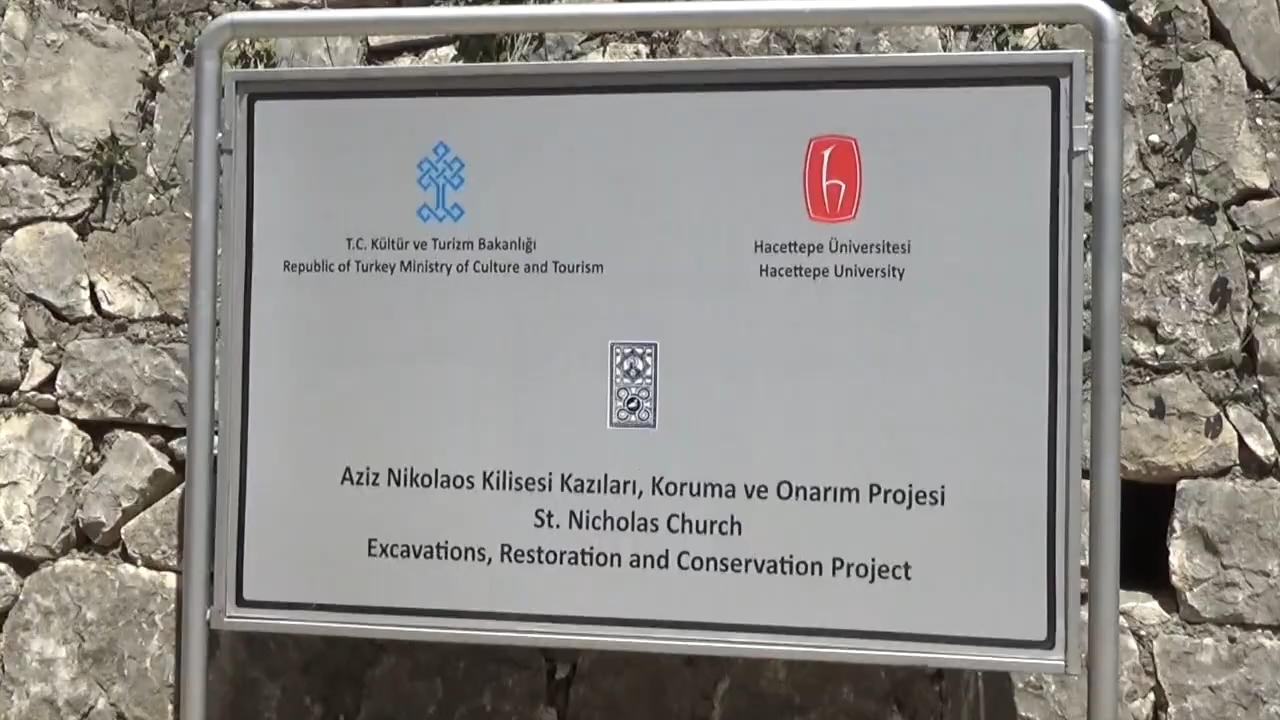 T.C. Kültür ve Turizm Bakanlığı
Republic of Turkey Ministry of Culture and Tourism
Hacettepe Üniversitesi
Hacettepe University
Aziz Nikolaos Kilisesi Kazıları, Koruma ve Onarım Projesi
St. Nicholas Church
Excavations, Restoration and Conservation Project